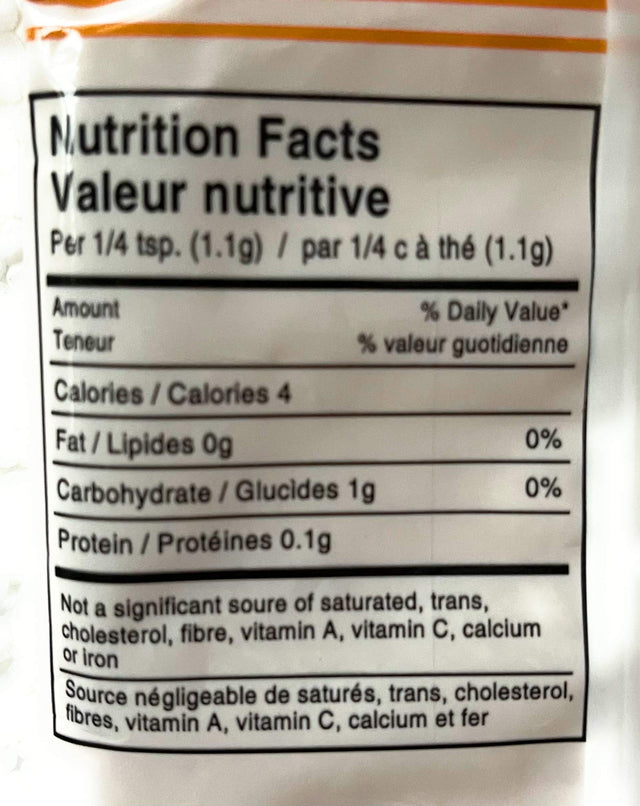 Nutrition Facts
Valeur nutritive
Per 1/4 tsp. (1.1g) / par 1/4 c à thé (1.1g)
Amount % Daily Value*
Teneur % valeur guotidienne
Calories / Calories 4
Fat / Lipides 0g 0%
Carbohydrate / Glucides 1g 0%
Protein / Protéines 0.1g
Not a significant soure of saturated, trans,
cholesterol, fibre, vitamin A, vitamin C, calcium
or iron
Source négligeable de saturés, trans, cholesterol,
fibres, vitamin A, vitamin C, calcium et fer